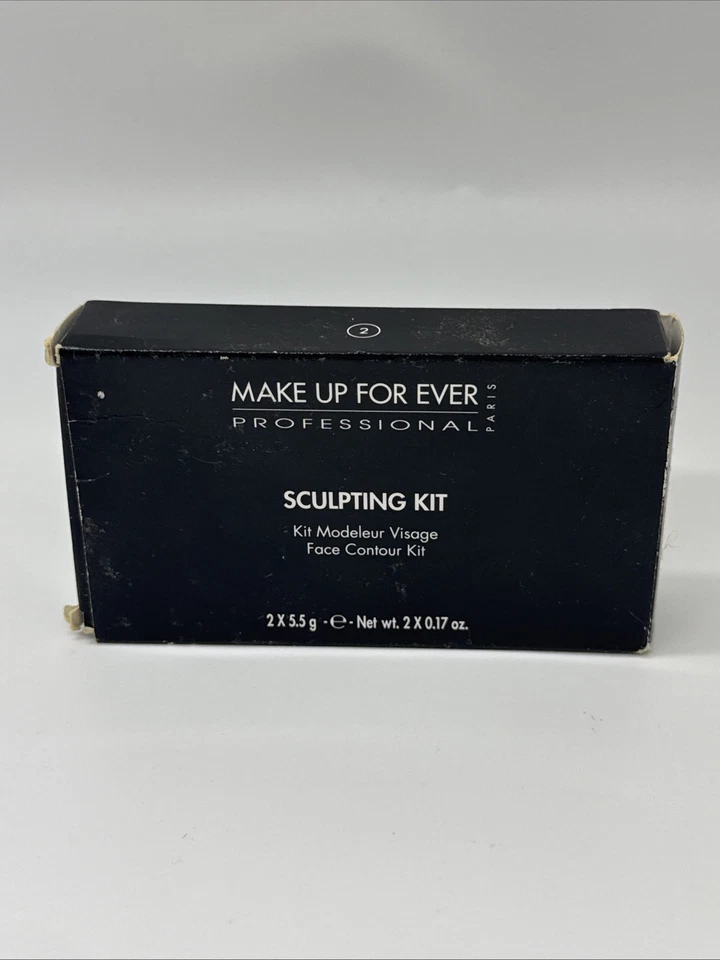 2
MAKE UP FOR EVER
PROFESSIONAL
PARIS
SCULPTING KIT
Kit Modeleur Visage
Face Contour Kit
2 X 5.5 g - e - Net wt. 2 X 0.17 oz.